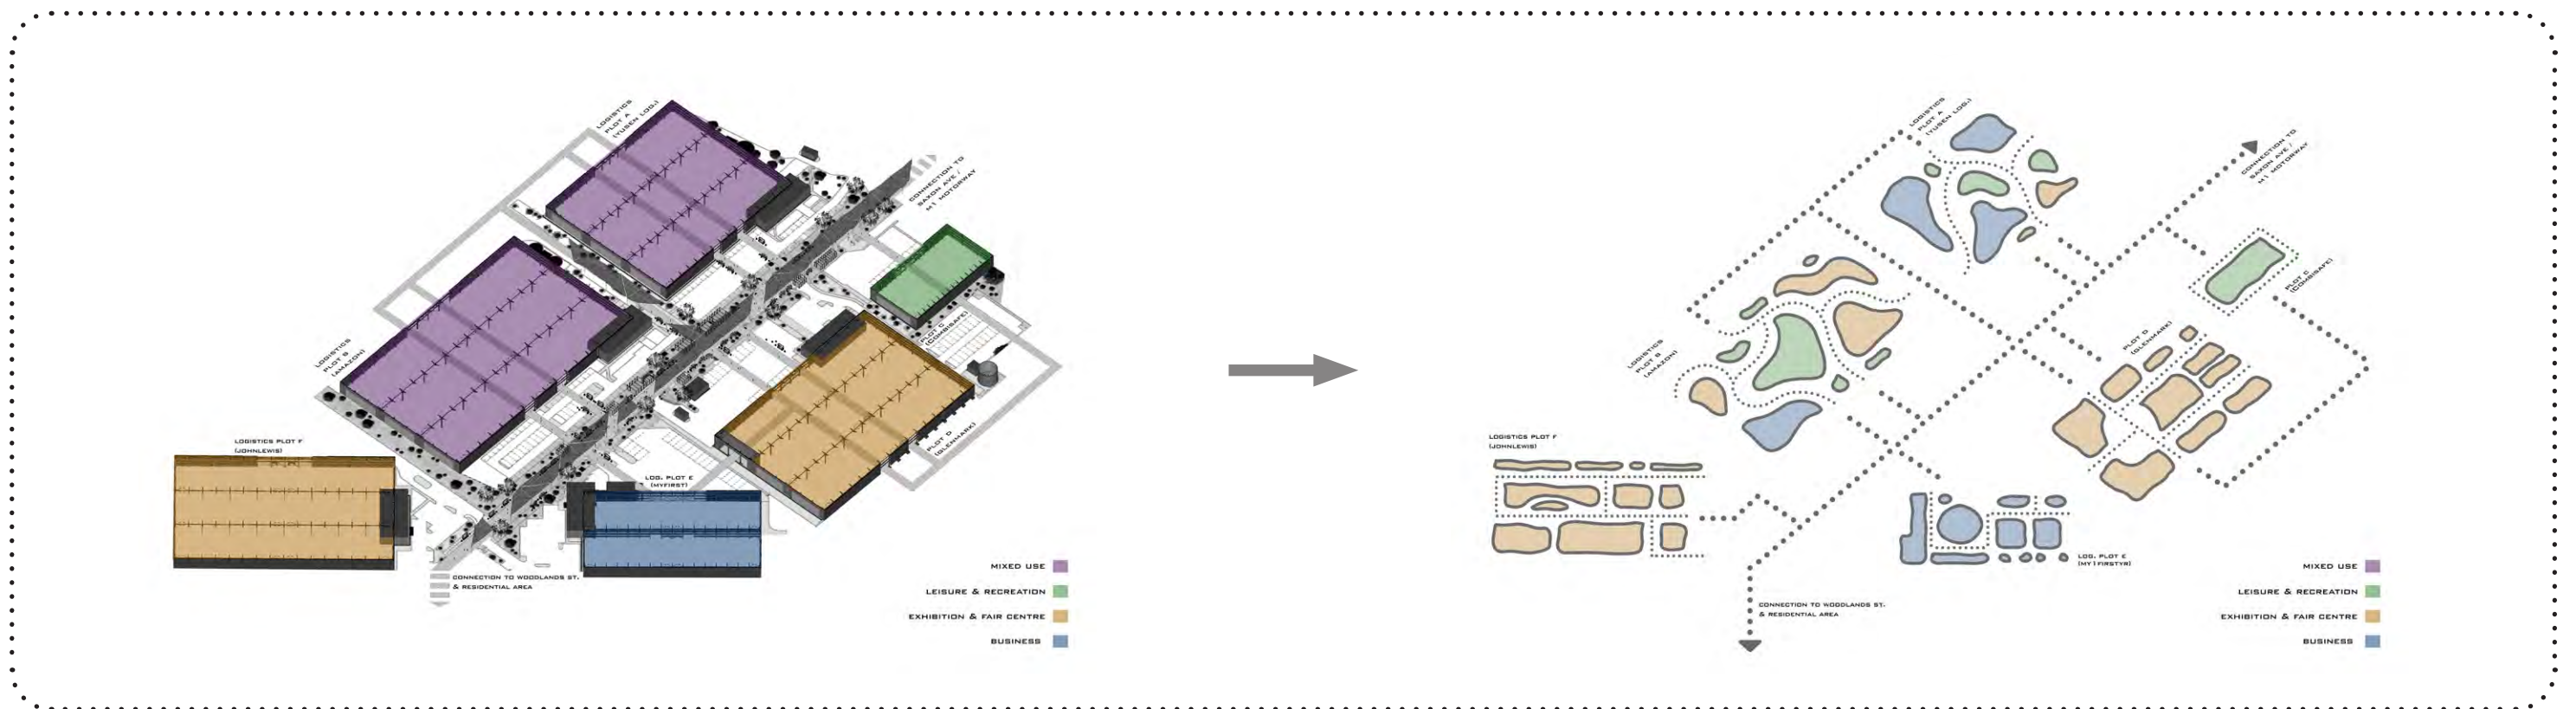 LOGISTICS
PLOT A
(YUSEN LOG.)
CONNECTION TO
SAXON AVE /
M1 MOTORWAY
LOGISTICS
PLOT B
(AMAZON)
PLOT C
(COMBISAFE)
PLOT D
(GLENMARK)
LOGISTICS PLOT F
(JOHNLEWIS)
LOG. PLOT E
(MYFIRST)
CONNECTION TO WOODLANDS ST.
& RESIDENTIAL AREA
MIXED USE
LEISURE & RECREATION
EXHIBITION & FAIR CENTRE
BUSINESS
LOGISTICS
PLOT A
(YUSEN LOG.)
CONNECTION TO
SAXON AVE /
M1 MOTORWAY
PLOT C
(COMBISAFE)
LOGISTICS
PLOT B
(AMAZON)
PLOT D
(GLENMARK)
LOGISTICS PLOT F
(JOHNLEWIS)
LOG. PLOT E
CONNECTION TO WOODLANDS ST.
& RESIDENTIAL AREA
MIXED USE
LEISURE & RECREATION
EXHIBITION & FAIR CENTRE
BUSINESS